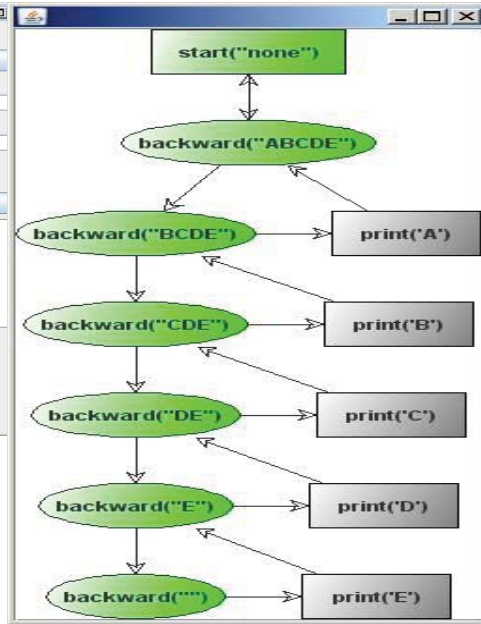 start("none")
backward("ABCDE")
backward("BCDE")
print('A')
backward("CDE")
print('B')
backward("DE")
print('C')
backward("E")
print('D')
backward("")
print('E')